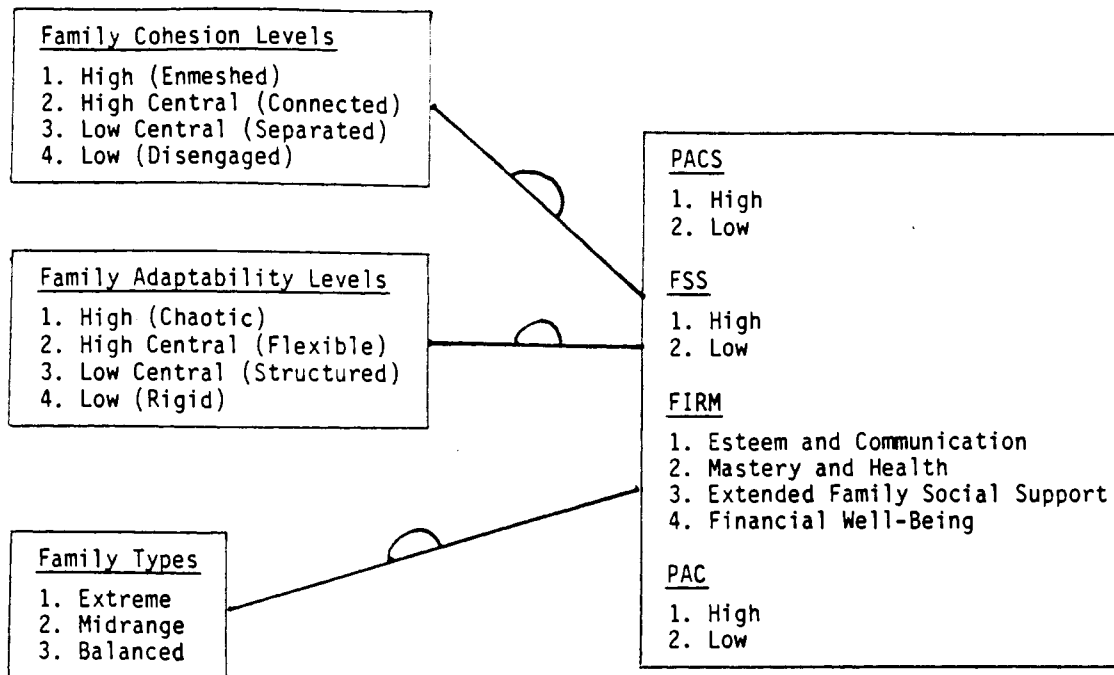 Family Cohesion Levels
1. High (Enmeshed)
2. High Central (Connected)
3. Low Central (Separated)
4. Low (Disengaged)
Family Adaptability Levels
1. High (Chaotic)
2. High Central (Flexible)
3. Low Central (Structured)
4. Low (Rigid)
Family Types
1. Extreme
2. Midrange
3. Balanced
PACS
1. High
2. Low
FSS
1. High
2. Low
FIRM
1. Esteem and Communication
2. Mastery and Health
3. Extended Family Social Support
4. Financial Well-Being
PAC
1. High
2. Low